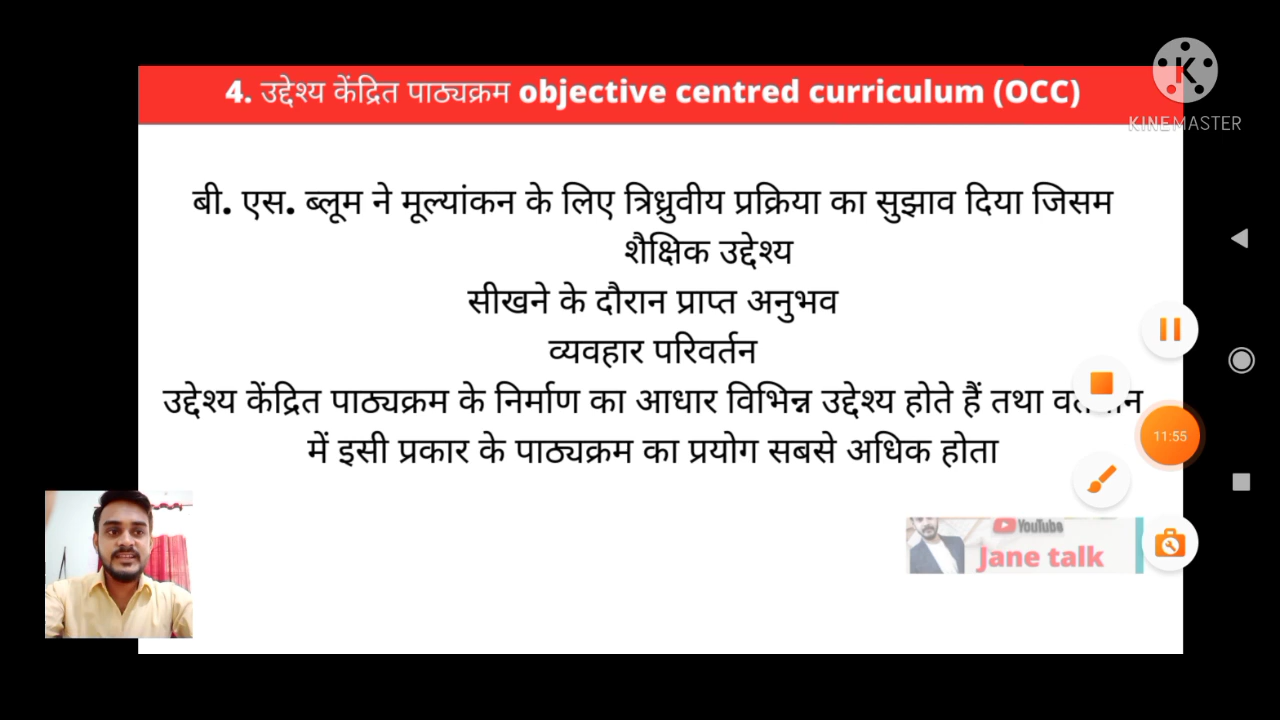 4. उद्देश्य केंद्रित पाठ्यक्रम objective centred curriculum (OCC)
KINEMASTER
बी. एस. ब्लूम ने मूल्यांकन के लिए त्रिध्रुवीय प्रक्रिया का सुझाव दिया जिसम
शैक्षिक उद्देश्य
सीखने के दौरान प्राप्त अनुभव
व्यवहार परिवर्तन
उद्देश्य केंद्रित पाठ्यक्रम के निर्माण का आधार विभिन्न उद्देश्य होते हैं तथा
में इसी प्रकार के पाठ्यक्रम का प्रयोग सबसे अधिक होता
11:55
YouTube
Jane talk